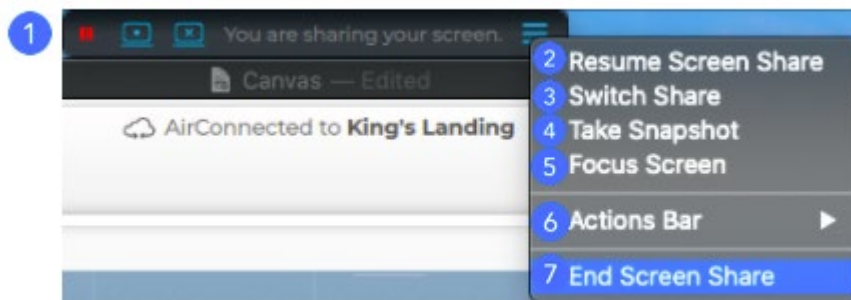 1 You are sharing your screen.
Canvas — Edited
AirConnected to King's Landing
2 Resume Screen Share
3 Switch Share
4 Take Snapshot
5 Focus Screen
6 Actions Bar
7 End Screen Share